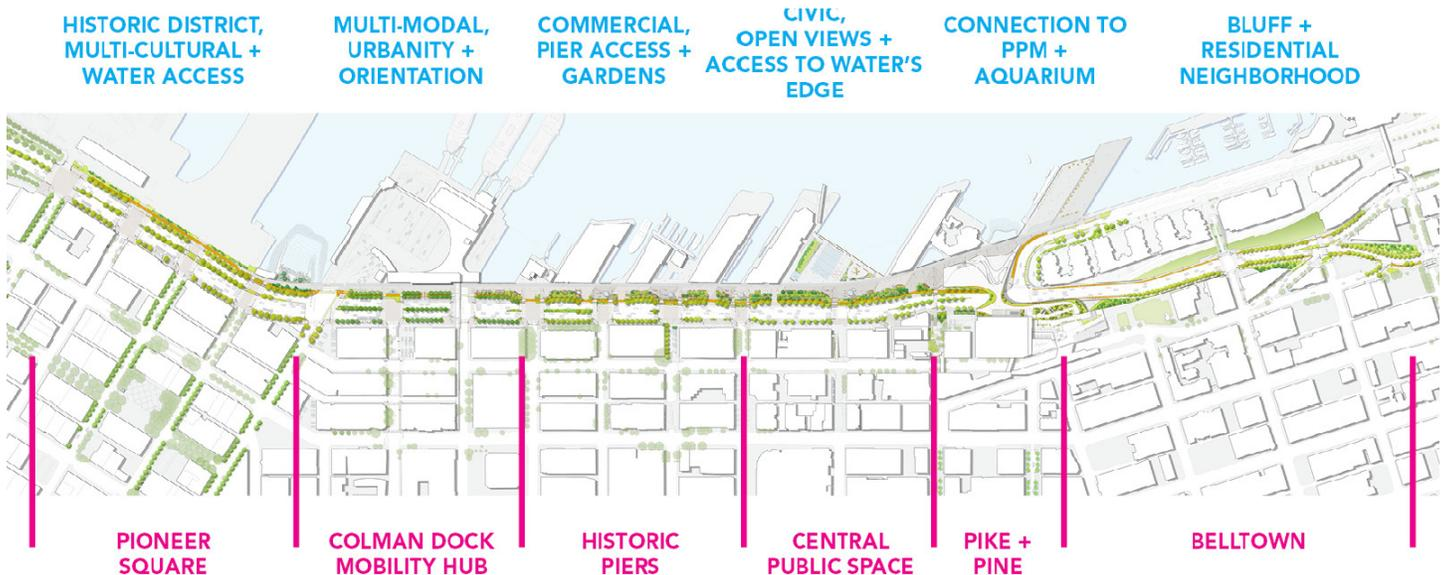 HISTORIC DISTRICT,
MULTI-CULTURAL +
WATER ACCESS
MULTI-MODAL,
URBANITY +
ORIENTATION
COMMERCIAL,
PIER ACCESS +
GARDENS
CIVIC,
OPEN VIEWS +
ACCESS TO WATER'S
EDGE
CONNECTION TO
PPM +
AQUARIUM
BLUFF +
RESIDENTIAL
NEIGHBORHOOD
PIONEER
SQUARE
COLMAN DOCK
MOBILITY HUB
HISTORIC
PIERS
CENTRAL
PUBLIC SPACE
PIKE +
PINE
BELLTOWN